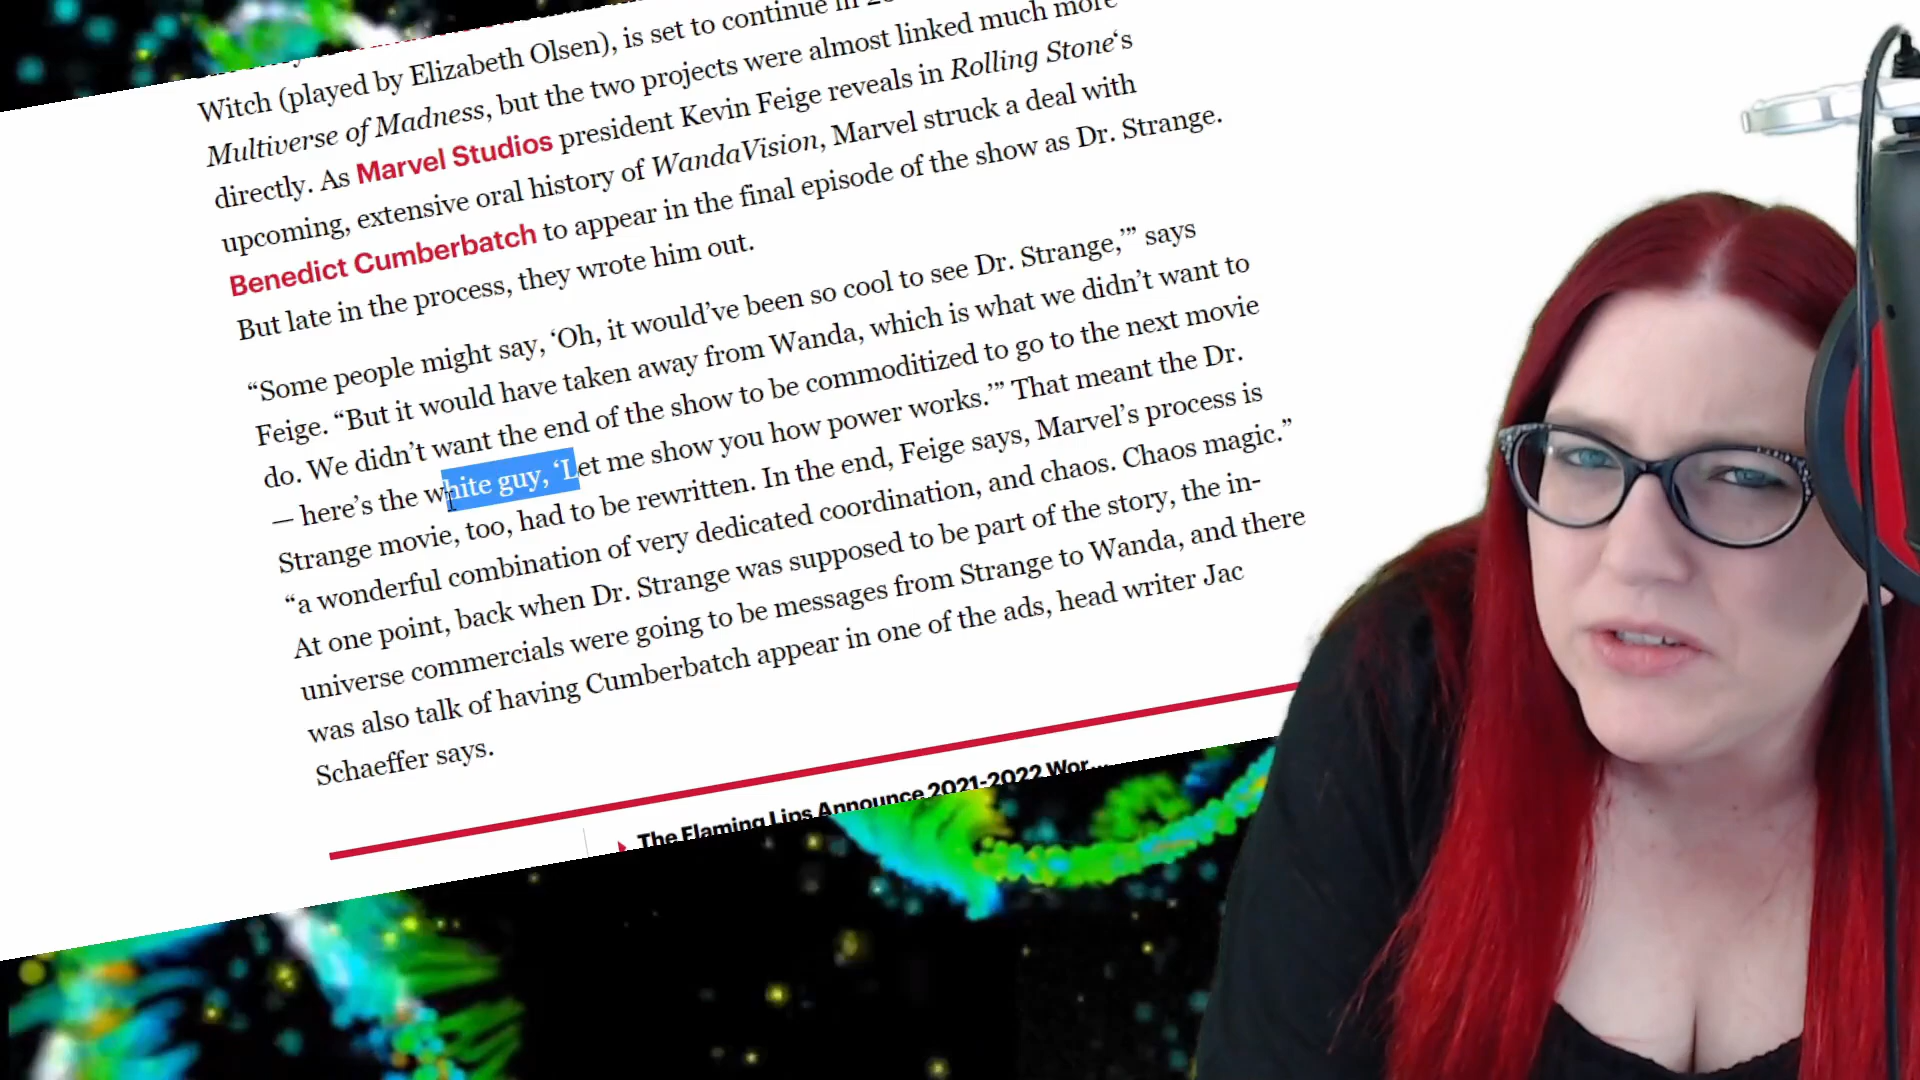 Witch (played by Elizabeth Olsen), is set to continue in
Multiverse of Madness, but the two projects were almost linked much more
directly. As Marvel Studios president Kevin Feige reveals in Rolling Stone‘s
upcoming, extensive oral history of WandaVision, Marvel struck a deal with
Benedict Cumberbatch to appear in the final episode of the show as Dr. Strange.
But late in the process, they wrote him out.
“Some people might say, ‘Oh, it would’ve been so cool to see Dr. Strange,’” says
Feige. “But it would have taken away from Wanda, which is what we didn’t want to
do. We didn’t want the end of the show to be commoditized to go to the next movie
— here’s the white guy, ‘Let me show you how power works.’” That meant the Dr.
Strange movie, too, had to be rewritten. In the end, Feige says, Marvel’s process is
“a wonderful combination of very dedicated coordination, and chaos. Chaos magic.”
At one point, back when Dr. Strange was supposed to be part of the story, the in-
universe commercials were going to be messages from Strange to Wanda, and there
was also talk of having Cumberbatch appear in one of the ads, head writer Jac
Schaeffer says.
The Flaming Lips Announce 2021-2022 Wor...